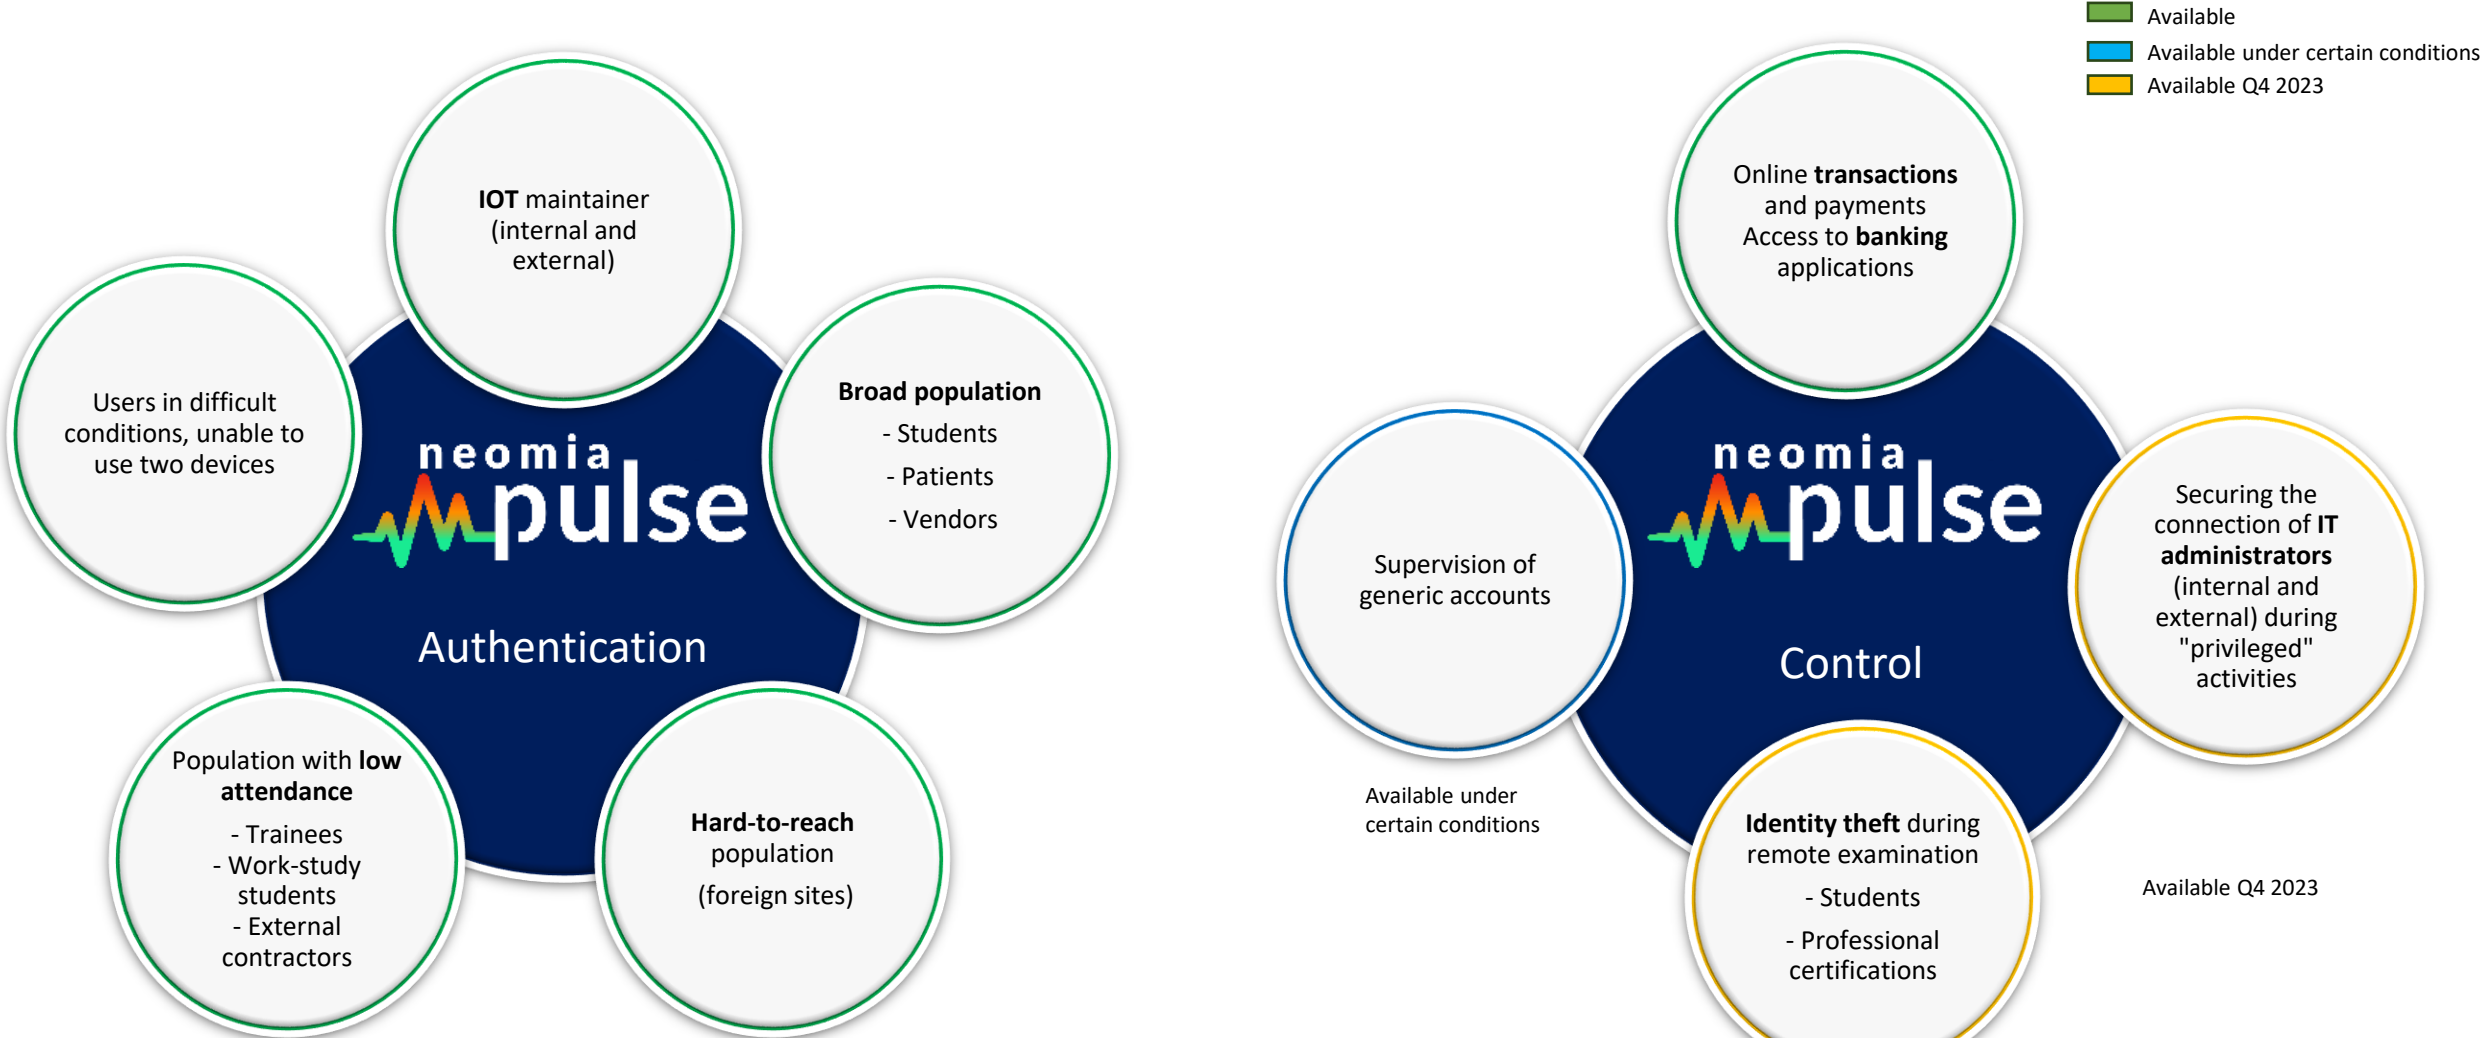 Available
Available under certain conditions
Available Q4 2023
IOT maintainer
(internal and
external)
Users in difficult
conditions, unable to
use two devices
Broad population
- Students
- Patients
- Vendors
neomia
pulse
Authentication
Population with low
attendance
- Trainees
- Work-study
students
- External
contractors
Hard-to-reach
population
(foreign sites)
Online transactions
and payments
Access to banking
applications
Supervision of
generic accounts
Available under
certain conditions
neomia
pulse
Control
Securing the
connection of IT
administrators
(internal and
external) during
"privileged"
activities
Identity theft during
remote examination
- Students
- Professional
certifications
Available Q4 2023